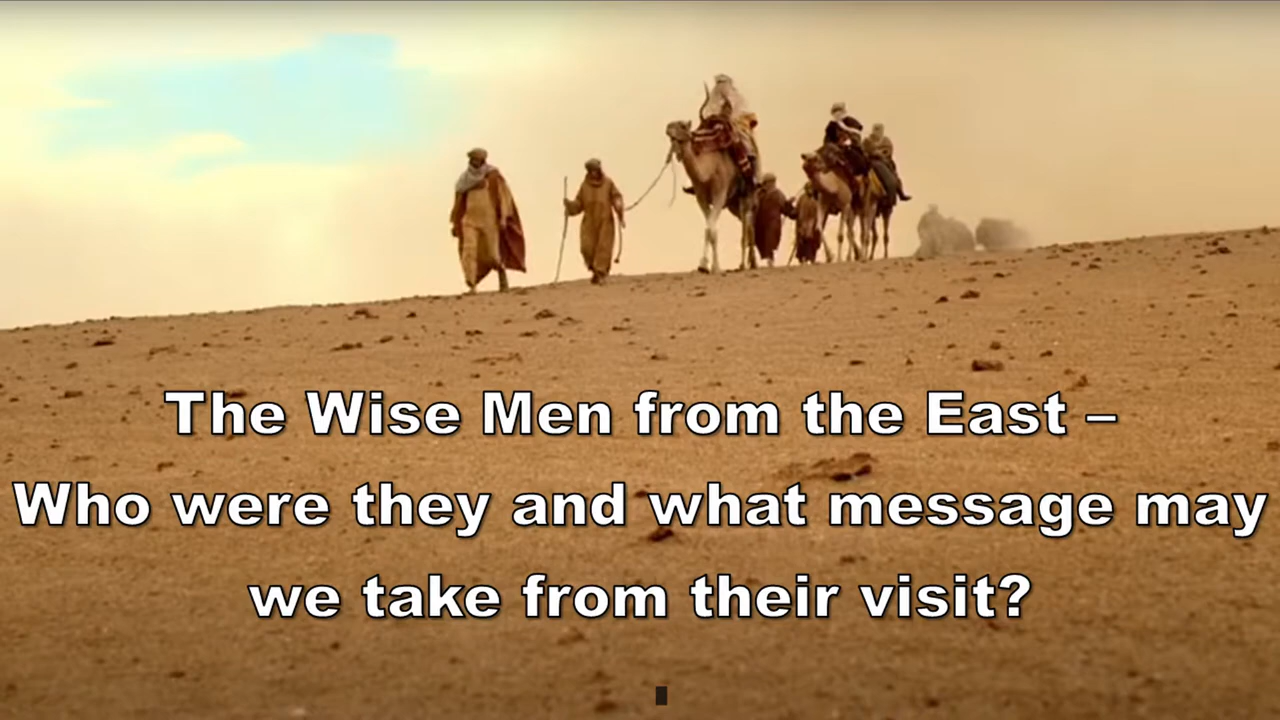 The Wise Men from the East –
Who were they and what message may
we take from their visit?